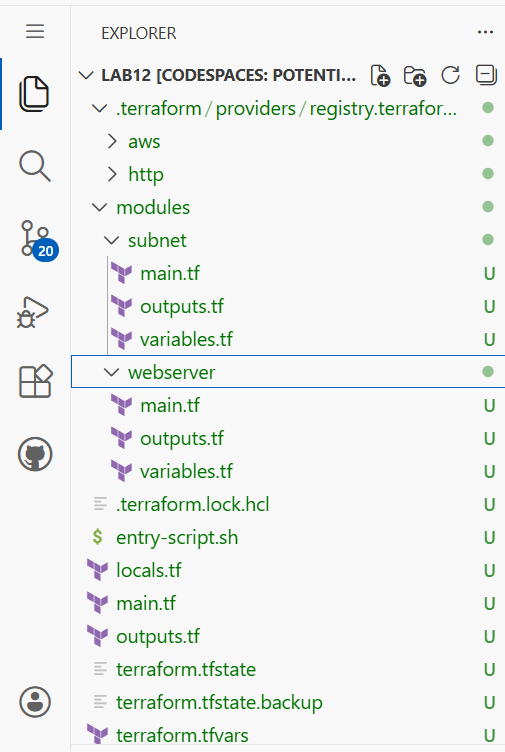 EXPLORER
LAB12 [CODESPACES: POTENTI...
.terraform / providers / registry.terrafor...
aws
http
modules
subnet
main.tf U
outputs.tf U
variables.tf U
webserver
main.tf U
outputs.tf U
variables.tf U
.terraform.lock.hcl U
$ entry-script.sh U
locals.tf U
main.tf U
outputs.tf U
terraform.tfstate U
terraform.tfstate.backup U
terraform.tfvars U
20